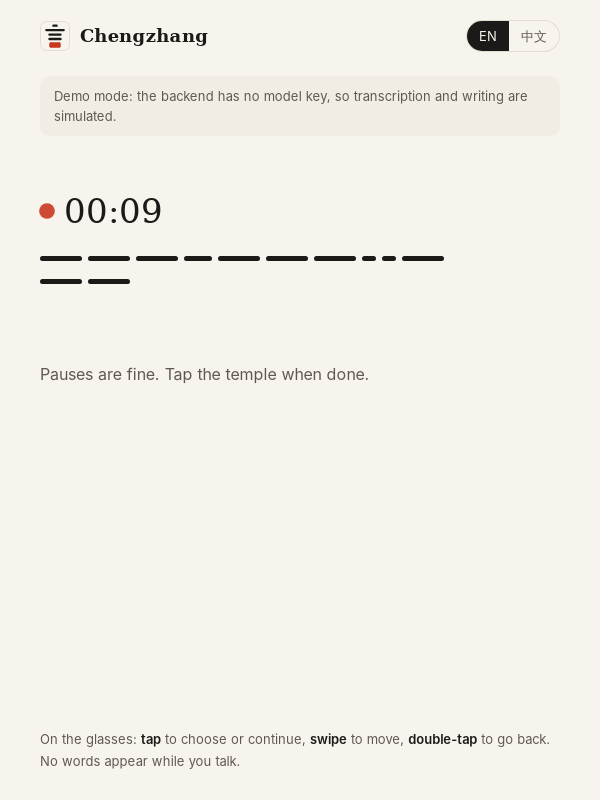 Chengzhang
EN 中文
Demo mode: the backend has no model key, so transcription and writing are
simulated.
00:09
Pauses are fine. Tap the temple when done.
On the glasses: tap to choose or continue, swipe to move, double-tap to go back.
No words appear while you talk.